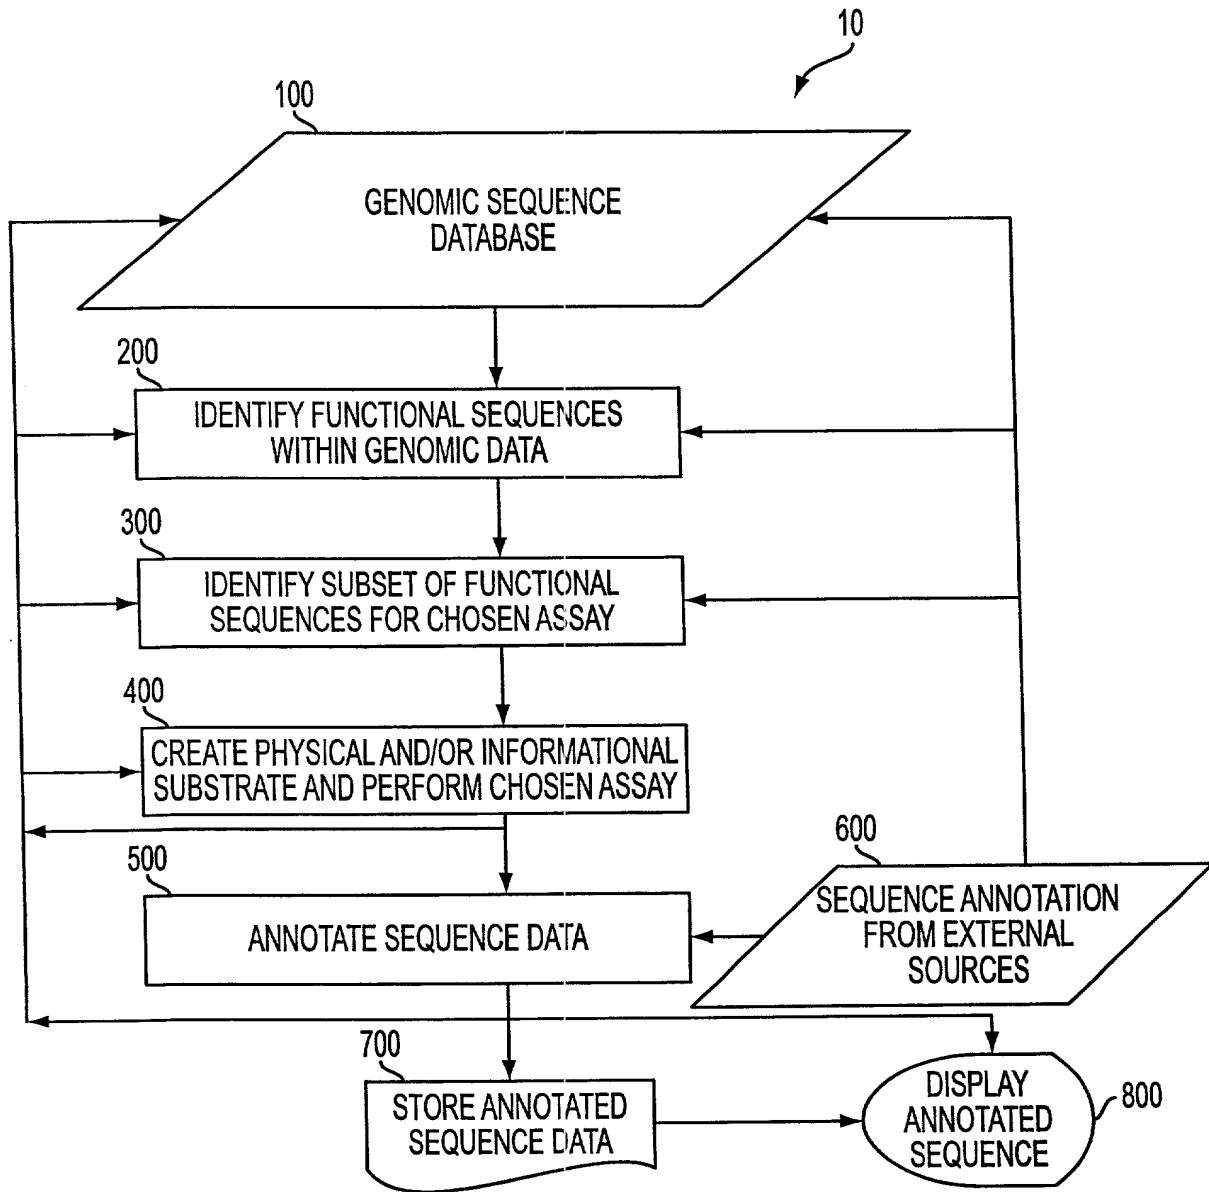 10
100
GENOMIC SEQUENCE
DATABASE
200
IDENTIFY FUNCTIONAL SEQUENCES
WITHIN GENOMIC DATA
300
IDENTIFY SUBSET OF FUNCTIONAL
SEQUENCES FOR CHOSEN ASSAY
400
CREATE PHYSICAL AND/OR INFORMATIONAL
SUBSTRATE AND PERFORM CHOSEN ASSAY
500
ANNOTATE SEQUENCE DATA
600
SEQUENCE ANNOTATION
FROM EXTERNAL
SOURCES
700
STORE ANNOTATED
SEQUENCE DATA
DISPLAY
ANNOTATED
SEQUENCE
800